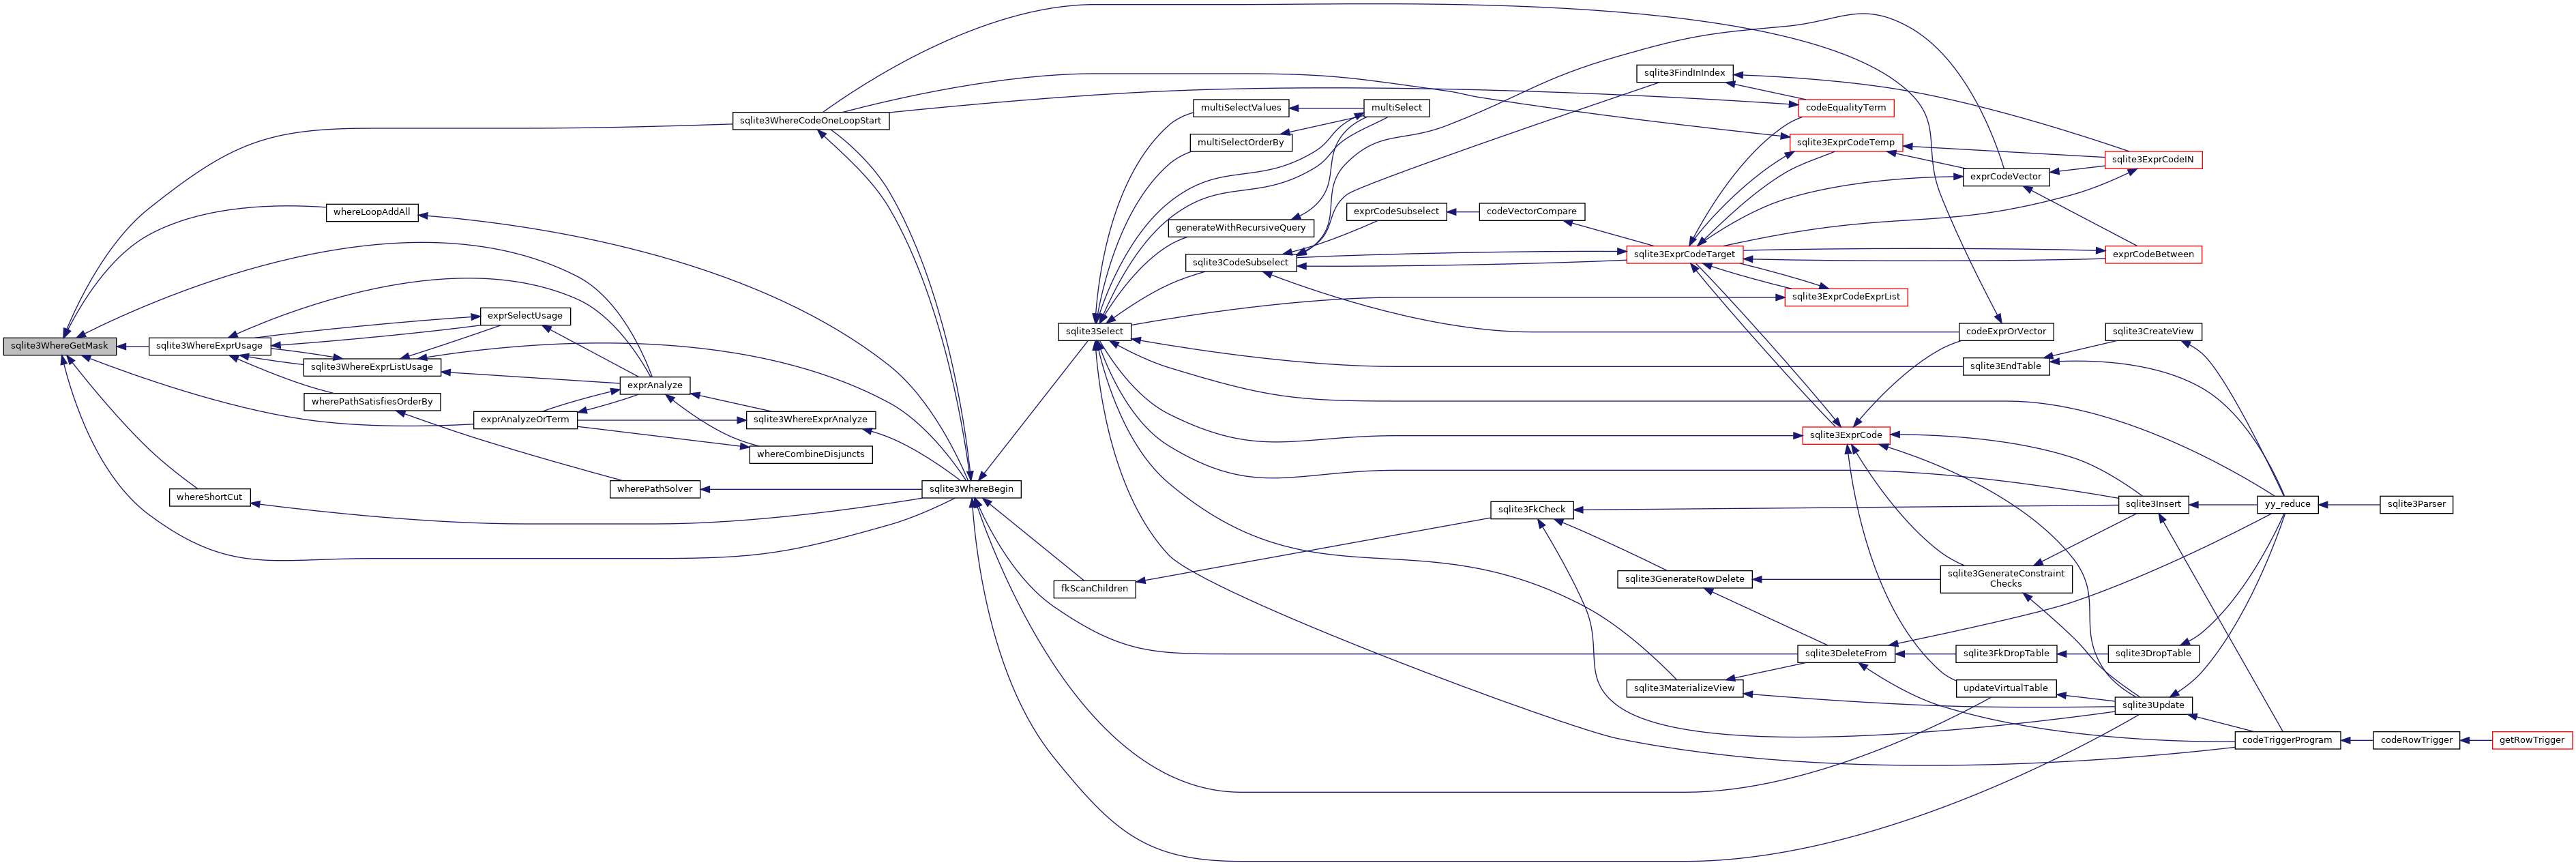 sqlite3WhereGetMask
sqlite3WhereCodeOneLoopStart
whereLoopAddAll
sqlite3WhereExprUsage
exprSelectUsage
sqlite3WhereExprListUsage
exprAnalyze
wherePathSatisfiesOrderBy
exprAnalyzeOrTerm
sqlite3WhereExprAnalyze
whereCombineDisjuncts
whereShortCut
wherePathSolver
sqlite3WhereBegin
sqlite3Select
fkScanChildren
multiSelectValues
multiSelect
multiSelectOrderBy
generateWithRecursiveQuery
sqlite3CodeSubselect
exprCodeSubselect
codeVectorCompare
sqlite3FindInIndex
codeEqualityTerm
sqlite3ExprCodeTemp
exprCodeVector
sqlite3ExprCodeIN
sqlite3ExprCodeTarget
exprCodeBetween
sqlite3ExprCodeExprList
codeExprOrVector
sqlite3CreateView
sqlite3EndTable
sqlite3ExprCode
sqlite3FkCheck
sqlite3Insert
yy_reduce
sqlite3Parser
sqlite3GenerateRowDelete
sqlite3GenerateConstraint
Checks
sqlite3DeleteFrom
sqlite3FkDropTable
sqlite3DropTable
sqlite3MaterializeView
updateVirtualTable
sqlite3Update
codeTriggerProgram
codeRowTrigger
getRowTrigger